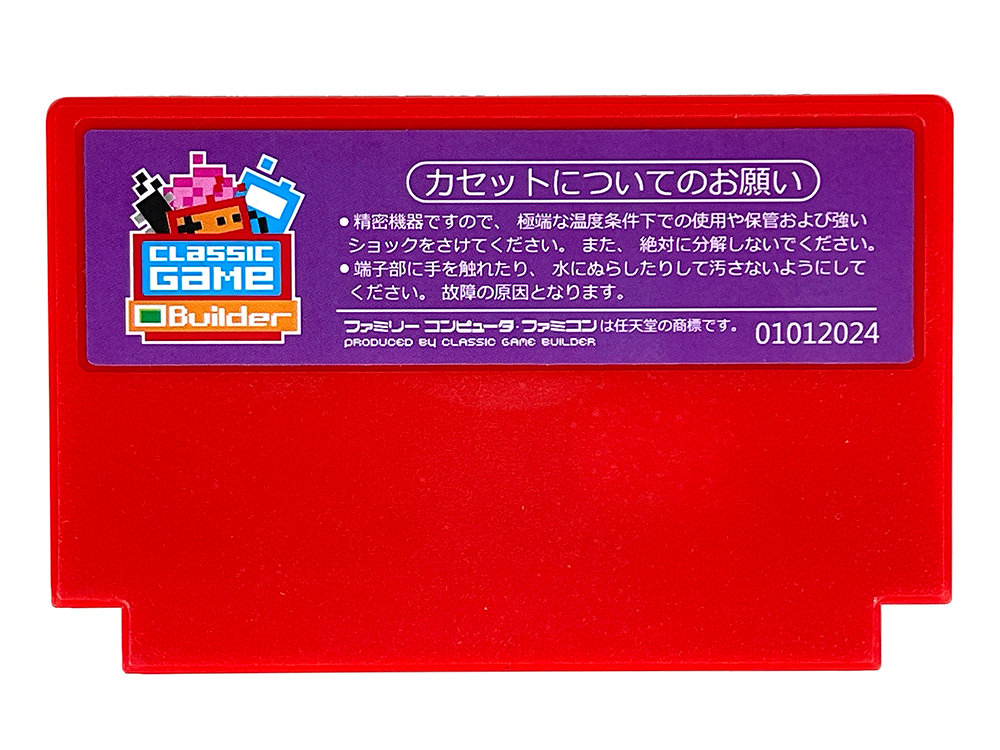 CLASSIC
GAME
Builder
カセットについてのお願い
●精密機器ですので、 極端な温度条件下での使用や保管および強い
ショックをさけてください。 また、 絶対に分解しないでください。
●端子部に手を触れたり、 水にぬらしたりして汚さないようにして
ください。 故障の原因となります。
ファミリー コンピュータ・ファミコンは任天堂の商標です。
PRODUCED BY CLASSIC GAME BUILDER
01012024